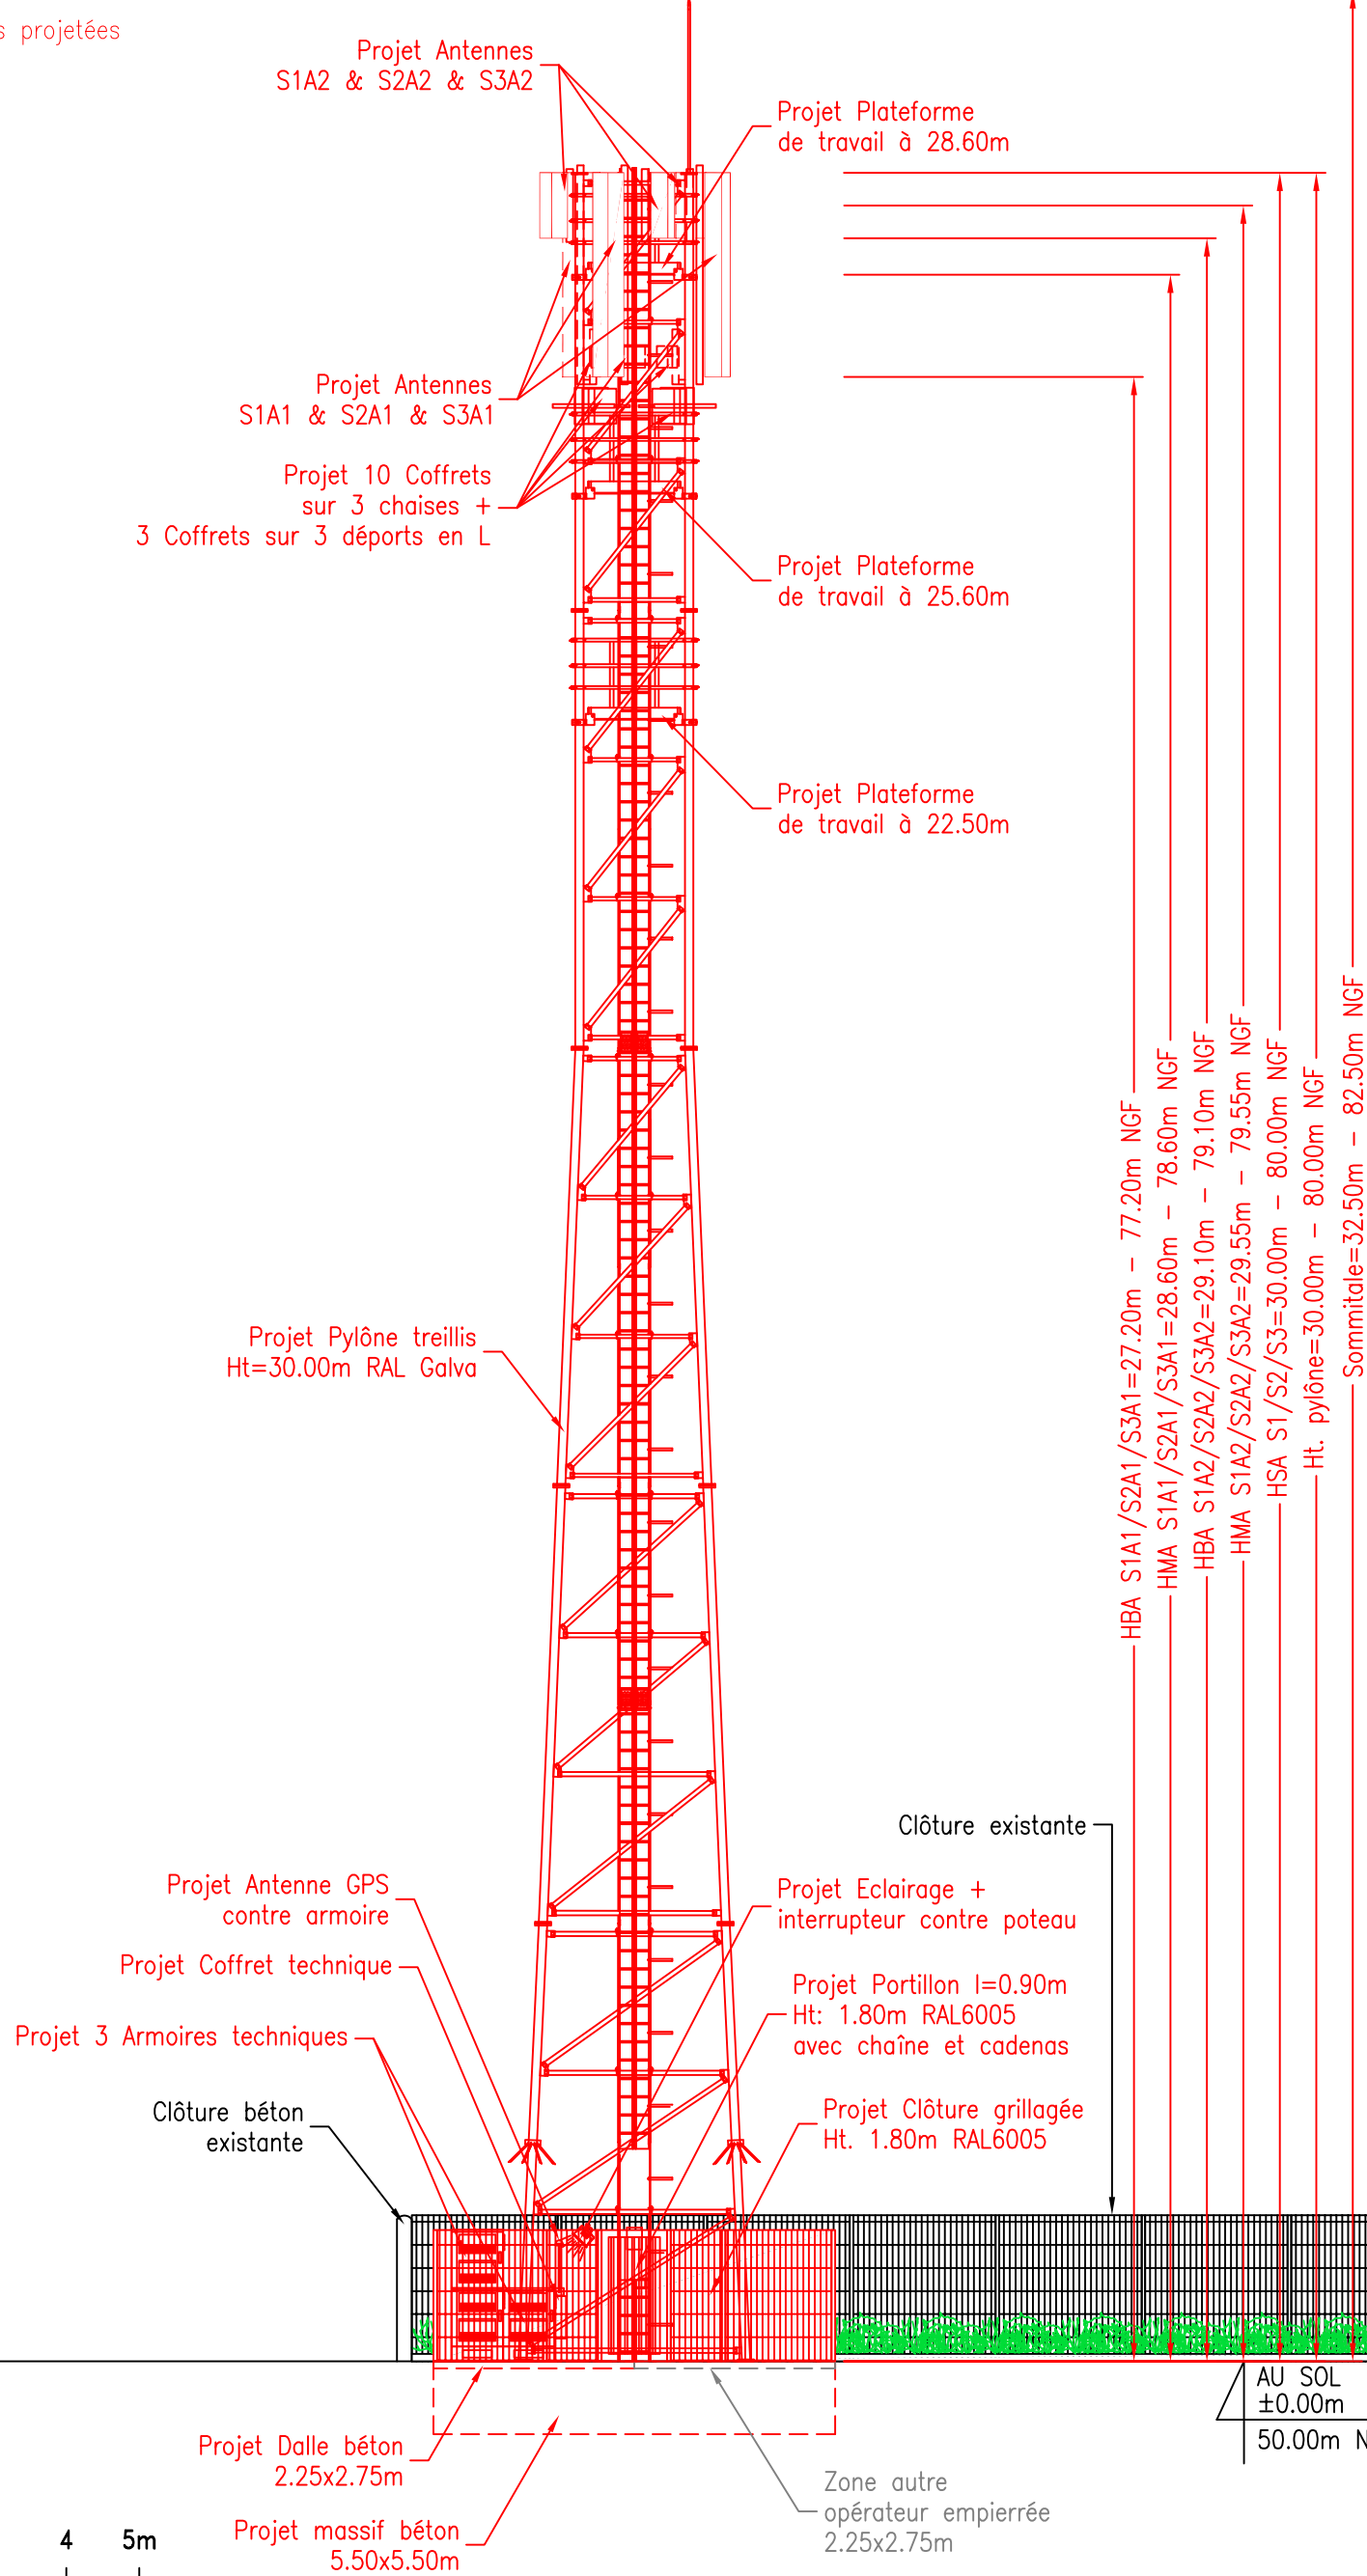 s projetées
Projet Antennes
S1A2 & S2A2 & S3A2
Projet Plateforme
de travail à 28.60m
Projet Antennes
S1A1 & S2A1 & S3A1
Projet 10 Coffrets
sur 3 chaises +
3 Coffrets sur 3 déports en L
Projet Plateforme
de travail à 25.60m
Projet Plateforme
de travail à 22.50m
HBA S1A1/S2A1/S3A1=27.20m - 77.20m NGF
HMA S1A1/S2A1/S3A1=28.60m - 78.60m NGF
HBA S1A2/S2A2/S3A2=29.10m - 79.10m NGF
HMA S1A2/S2A2/S3A2=29.55m - 79.55m NGF
HSA S1/S2/S3=30.00m - 80.00m NGF
Ht. pylône=30.00m - 80.00m NGF
Sommitale=32.50m - 82.50m NGF
Projet Pylône treillis
Ht=30.00m RAL Galva
Clôture existante
Projet Antenne GPS
contre armoire
Projet Eclairage +
interrupteur contre poteau
Projet Coffret technique
Projet Portillon l=0.90m
Ht: 1.80m RAL6005
avec chaîne et cadenas
Projet 3 Armoires techniques
Clôture béton
existante
Projet Clôture grillagée
Ht. 1.80m RAL6005
AU SOL
±0.00m
50.00m N
Projet Dalle béton
2.25x2.75m
Zone autre
opérateur empierrée
2.25x2.75m
Projet massif béton
5.50x5.50m
4 5m